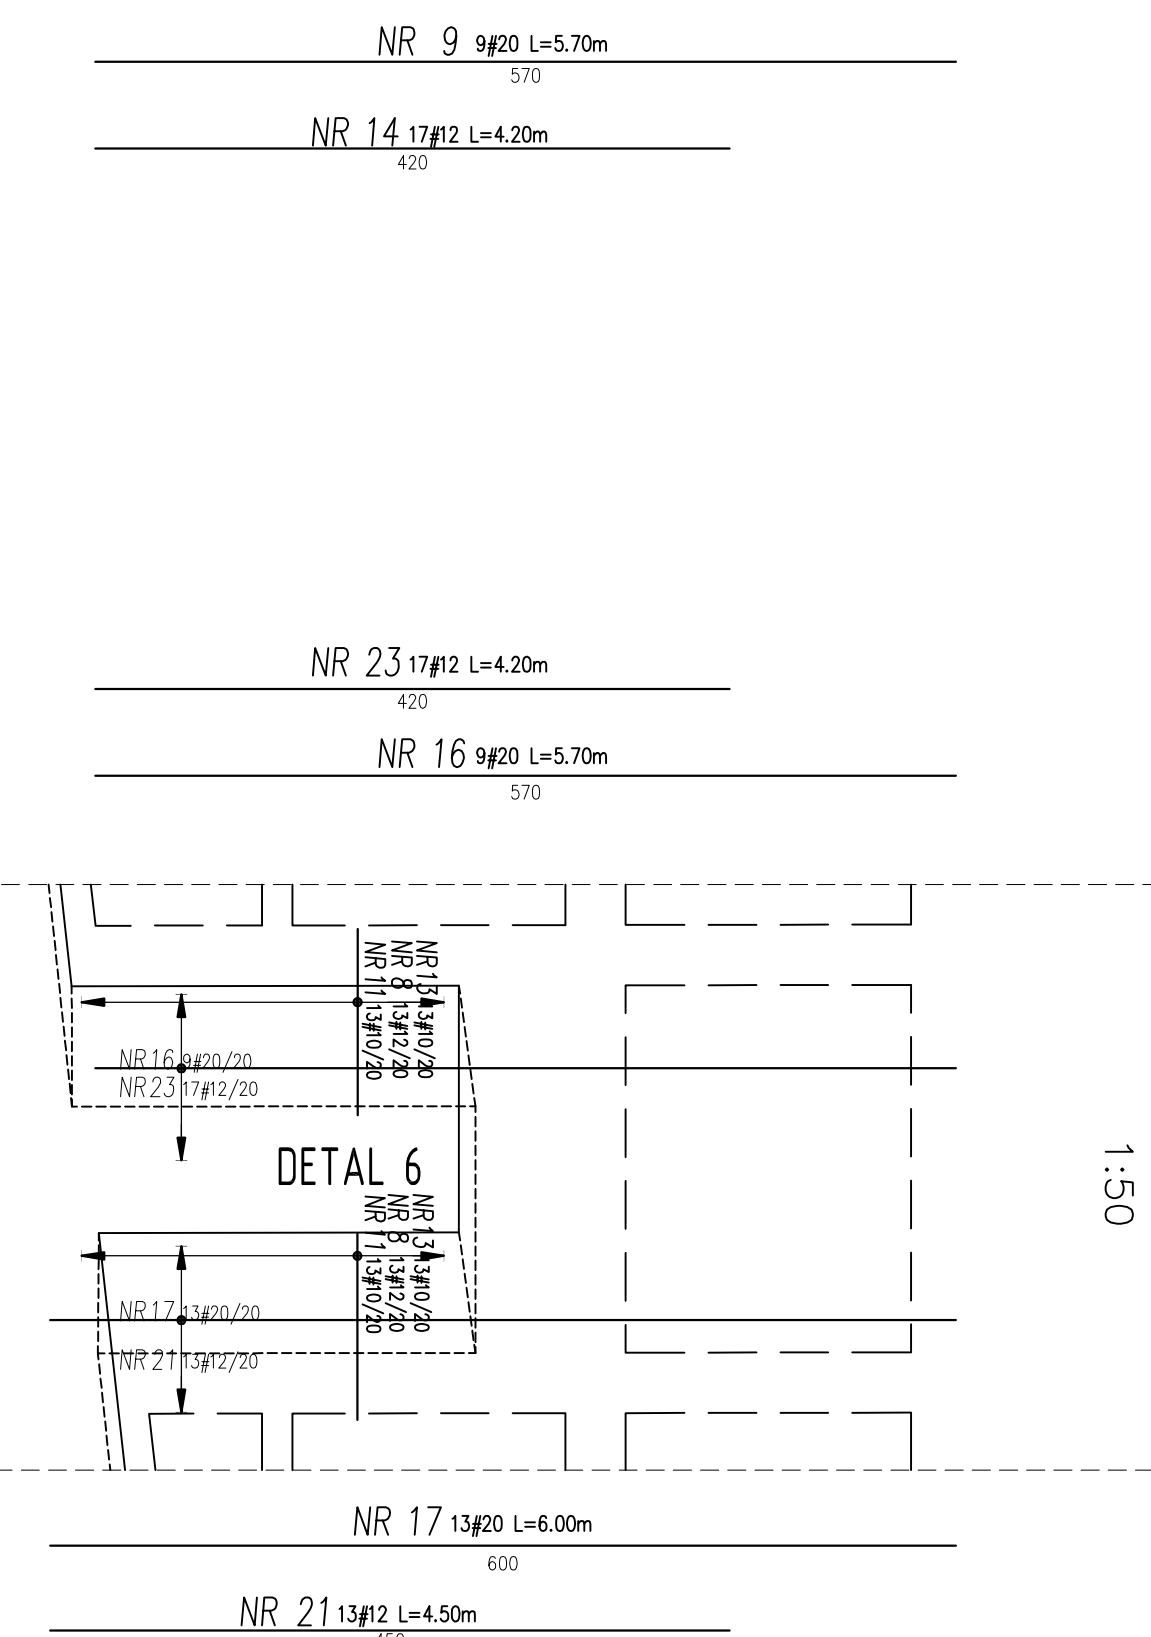 NR 9 9#20 L=5.70m
570
NR 14 17#12 L=4.20m
420
NR 23 17#12 L=4.20m
420
NR 16 9#20 L=5.70m
570
NR13 13#10/20
NR 8 13#12/20
NR 11 13#10/20
NR16 9#20/20
NR23 17#12/20
DETAL 6
1:50
NR13 13#10/20
NR 8 13#12/20
NR 11 13#10/20
NR17 13#20/20
NR21 13#12/20
NR 17 13#20 L=6.00m
600
NR 21 13#12 L=4.50m
450